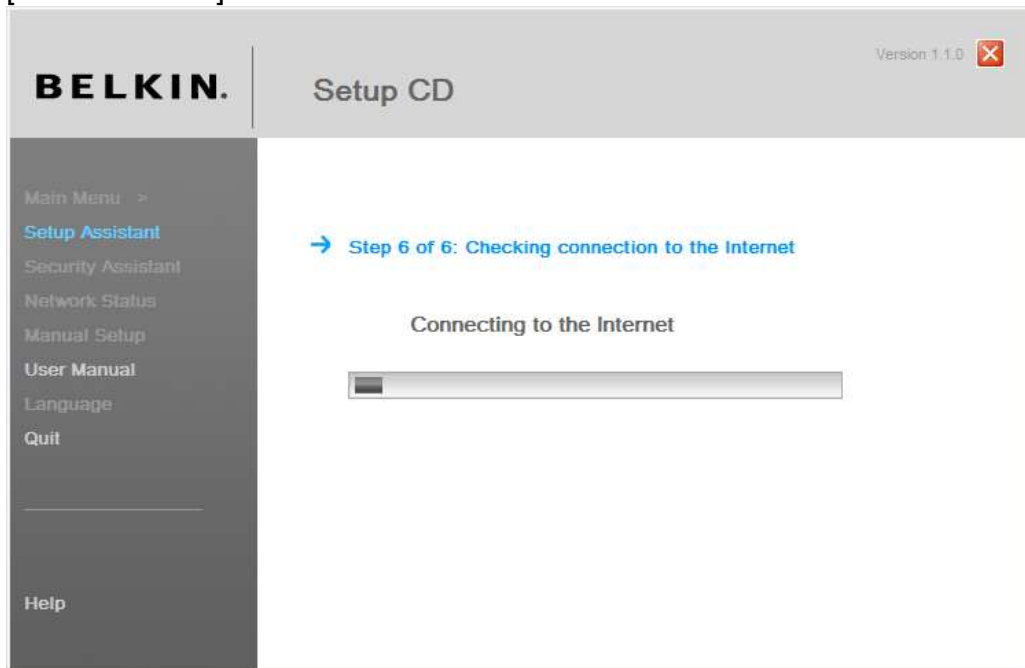 BELKIN.
Setup CD
Version 1.1.0
Main Menu >
Setup Assistant
Security Assistant
Network Status
Manual Setup
User Manual
Language
Quit
Help
Step 6 of 6: Checking connection to the Internet
Connecting to the Internet